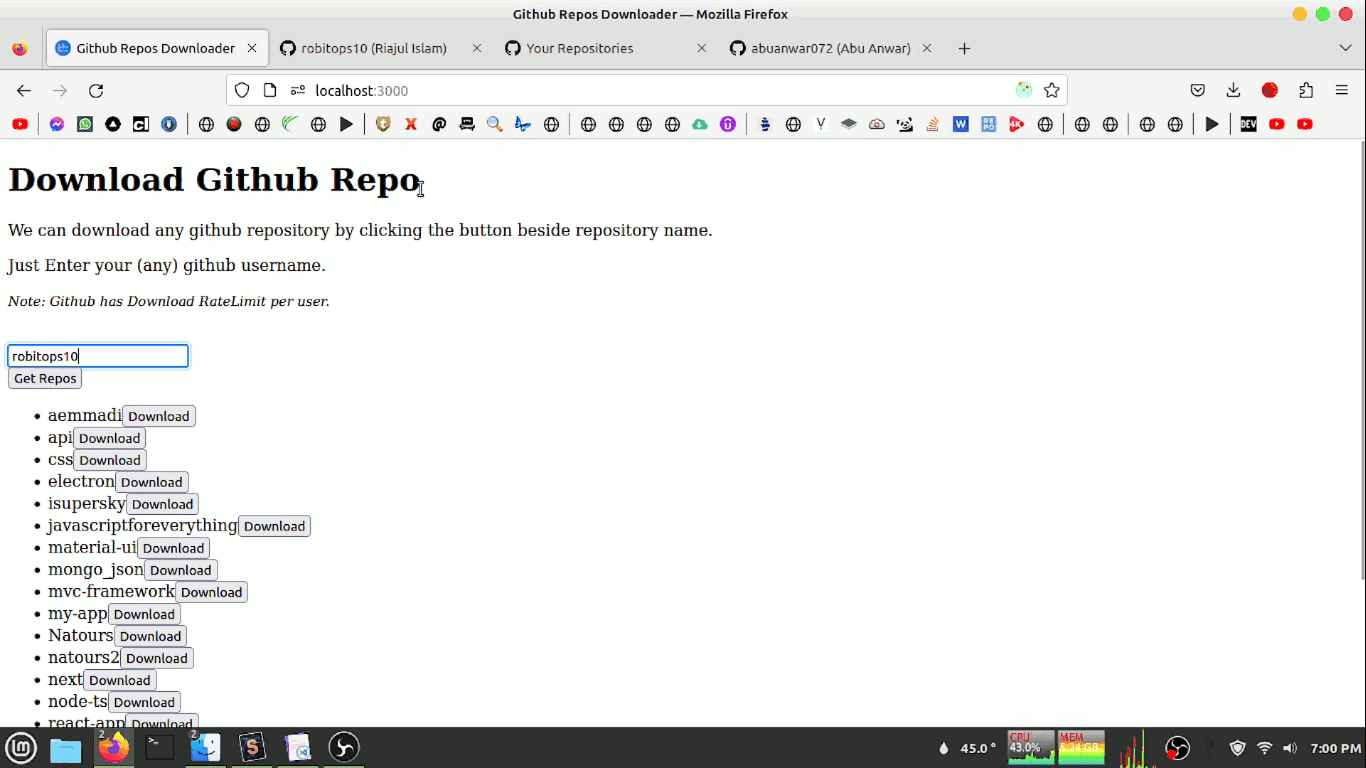 Github Repos Downloader — Mozilla Firefox
Github Repos Downloader
robitops10 (Riajul Islam)
Your Repositories
abuanwar072 (Abu Anwar)
localhost:3000
Download Github Repo
We can download any github repository by clicking the button beside repository name.
Just Enter your (any) github username.
Note: Github has Download RateLimit per user.
robitops10
Get Repos
aemmadi Download
api Download
css Download
electron Download
isupersky Download
javascriptforeverything Download
material-ui Download
mongo_json Download
mvc-framework Download
my-app Download
Natours Download
natours2 Download
next Download
node-ts Download
react-app Download
2
2
45.0 °
CPU
43.0%
MEM
7:00 PM